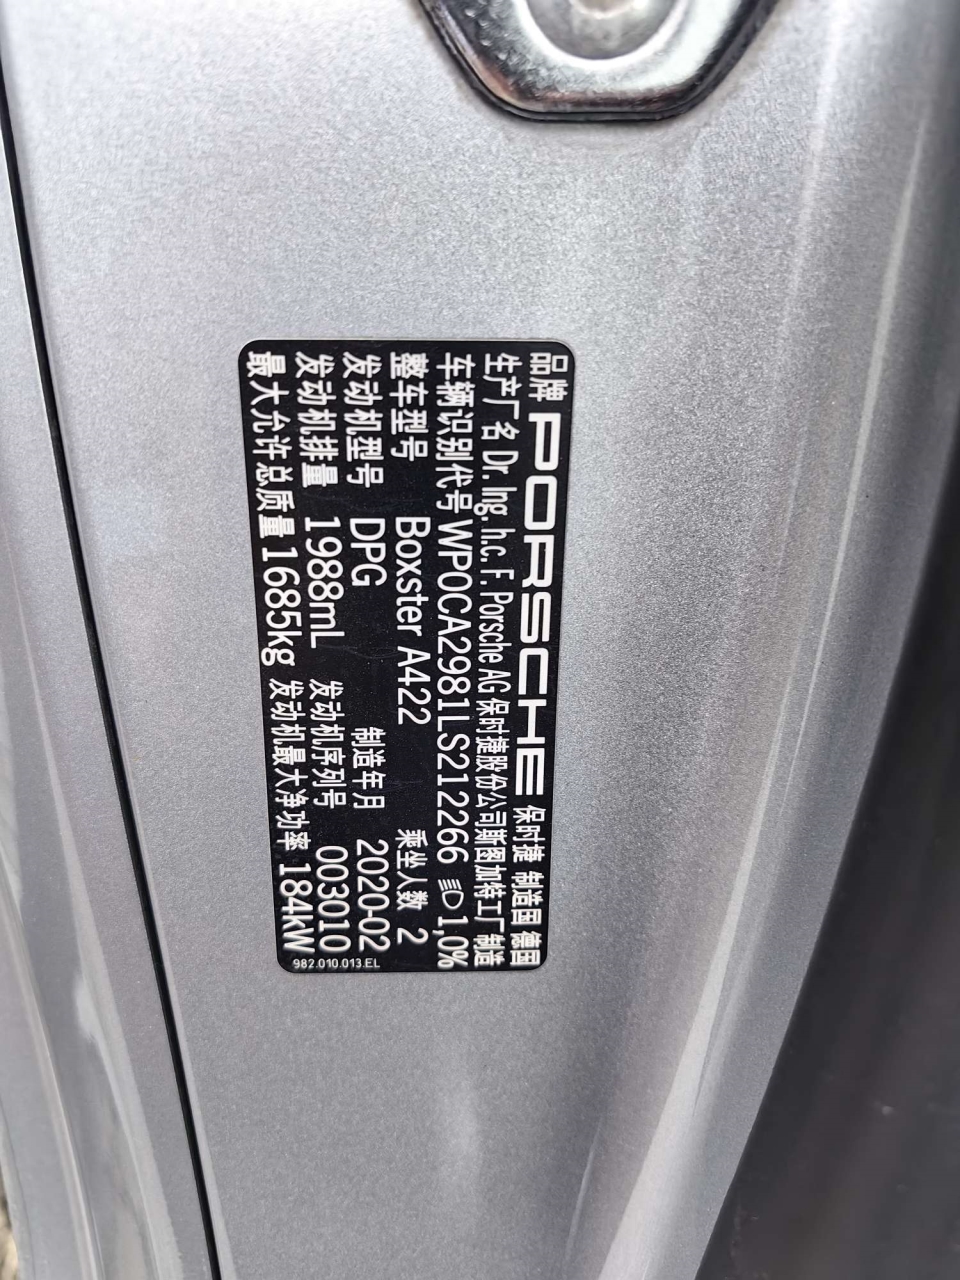 品牌 PORSCHE 保时捷 制造国 德国
生产厂名 Dr. Ing. h.c. F. Porsche AG 保时捷股份公司斯图加特工厂 制造
车辆识别代号 WP0CA2981LS212266 1,0%
整车型号 Boxster A422 乘坐人数 2
发动机型号 DPG 制造年月 2020-02
发动机排量 1988mL 发动机序列号 003010
最大允许总质量 1685kg 发动机最大净功率 184kW
982.010.013.EL